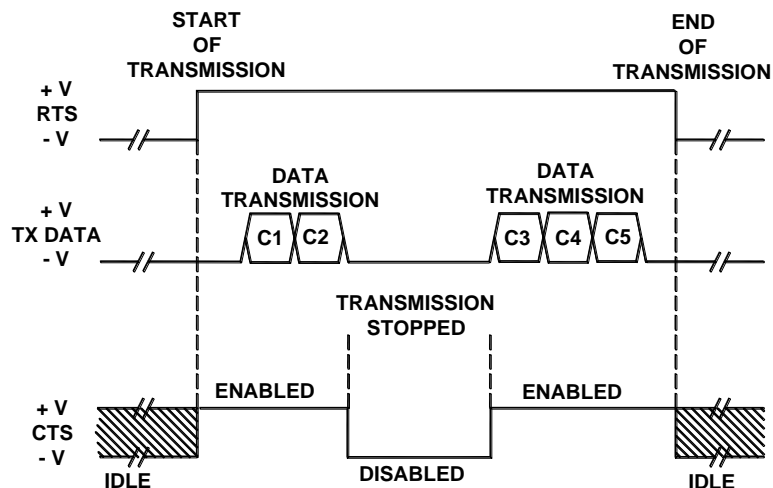 START
OF
TRANSMISSION
END
OF
TRANSMISSION
+ V
RTS
- V
DATA
TRANSMISSION
DATA
TRANSMISSION
+ V
TX DATA
- V
C1
C2
C3
C4
C5
TRANSMISSION
STOPPED
ENABLED
ENABLED
+ V
CTS
- V
IDLE
DISABLED
IDLE